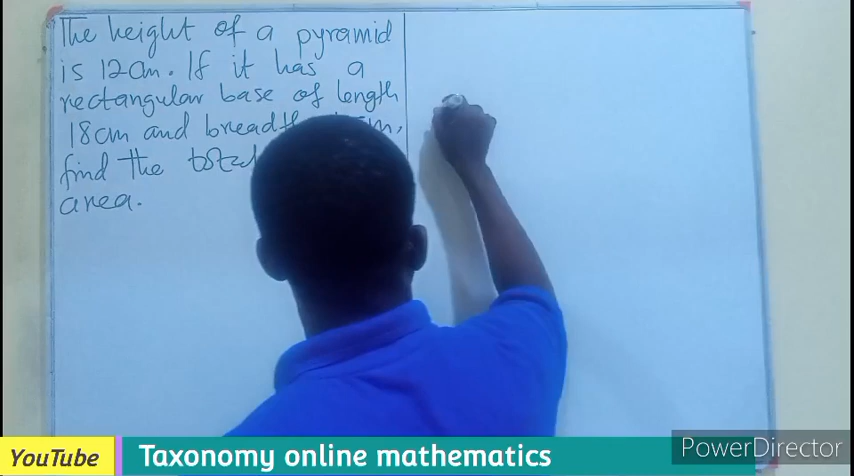 The height of a pyramid
is 12cm. If it has a
rectangular base of length
18cm and breadth
find the total
area.
YouTube Taxonomy online mathematics
PowerDirector